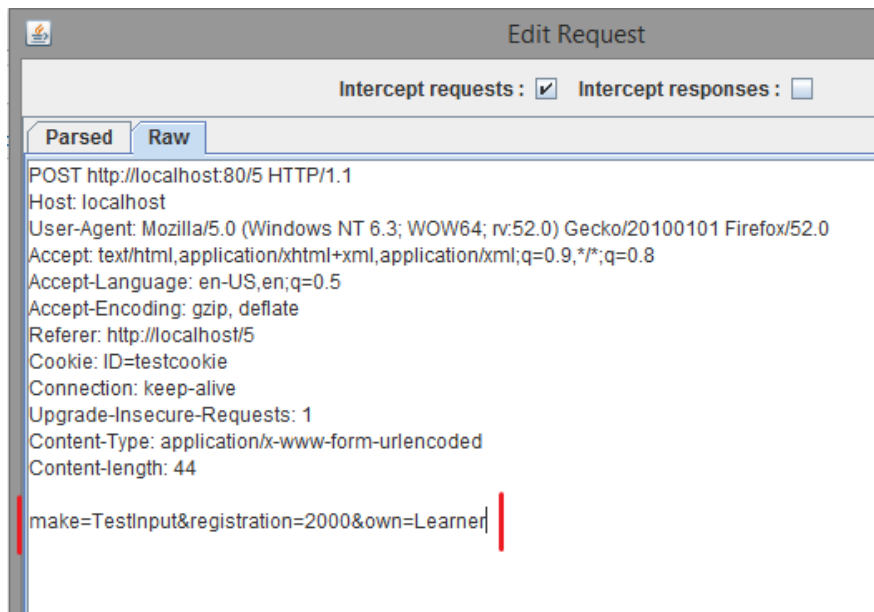 Edit Request
Intercept requests : Intercept responses :
Parsed Raw
POST http://localhost:80/5 HTTP/1.1
Host: localhost
User-Agent: Mozilla/5.0 (Windows NT 6.3; WOW64; rv:52.0) Gecko/20100101 Firefox/52.0
Accept: text/html,application/xhtml+xml,application/xml;q=0.9,*/*;q=0.8
Accept-Language: en-US,en;q=0.5
Accept-Encoding: gzip, deflate
Referer: http://localhost/5
Cookie: ID=testcookie
Connection: keep-alive
Upgrade-Insecure-Requests: 1
Content-Type: application/x-www-form-urlencoded
Content-length: 44
make=TestInput&registration=2000&own=Learner